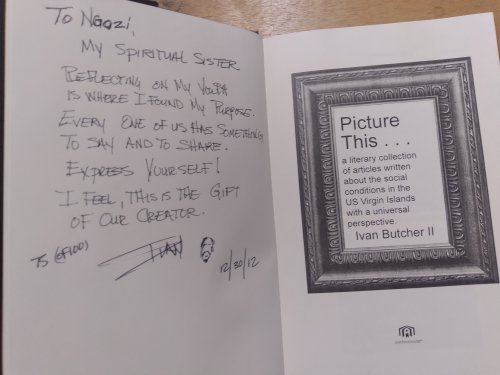 To Ngozi,
My Spiritual Sister
Reflecting on my youth
is where I found my purpose.
Every one of us has something
to say and to share.
Express yourself!
I feel, this is the gift
of our Creator.
Ivan
12/30/12
Picture
This . . .
a literary collection
of articles written
about the social
conditions in the
US Virgin Islands
with a universal
perspective.
Ivan Butcher II
authorHOUSE